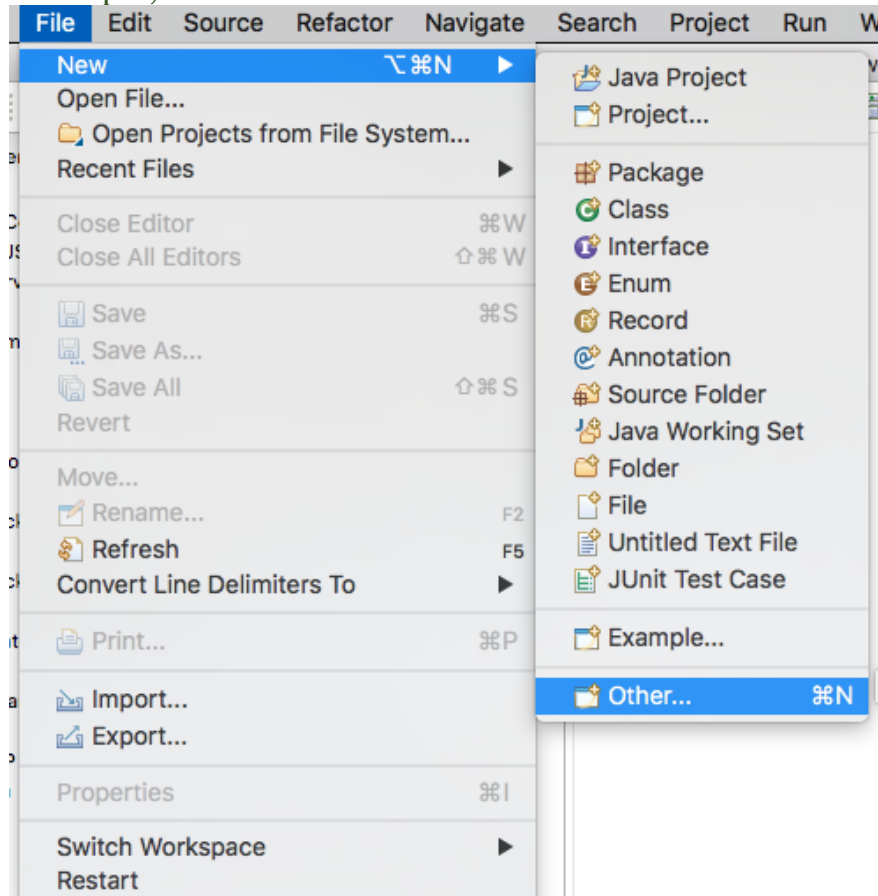 File Edit Source Refactor Navigate Search Project Run
New ⌥⌘N ▶
Open File...
Open Projects from File System...
Recent Files ▶
Close Editor ⌘W
Close All Editors ⇧⌘W
Save ⌘S
Save As...
Save All ⇧⌘S
Revert
Move...
Rename... F2
Refresh F5
Convert Line Delimiters To ▶
Print... ⌘P
Import...
Export...
Properties ⌘I
Switch Workspace ▶
Restart
Java Project
Project...
Package
Class
Interface
Enum
Record
Annotation
Source Folder
Java Working Set
Folder
File
Untitled Text File
JUnit Test Case
Example...
Other... ⌘N